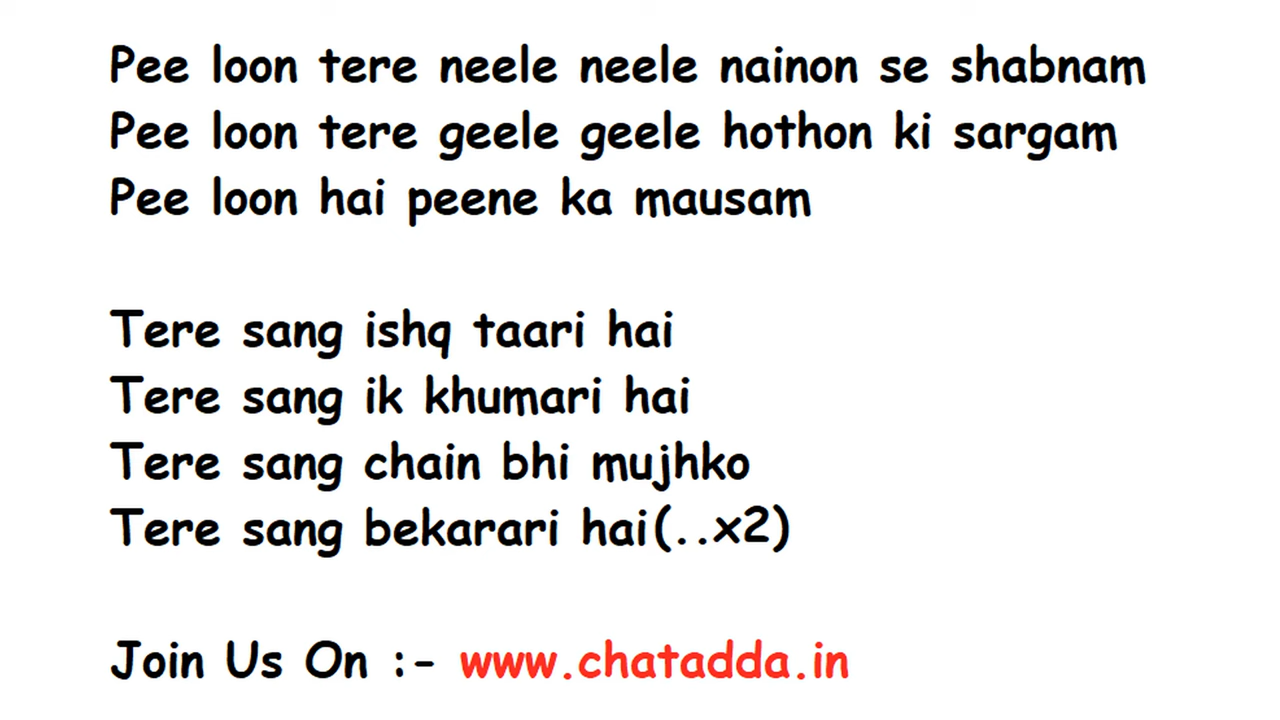 Pee loon tere neele neele nainon se shabnam
Pee loon tere geele geele hothon ki sargam
Pee loon hai peene ka mausam
Tere sang ishq taari hai
Tere sang ik khumari hai
Tere sang chain bhi mujhko
Tere sang bekarari hai(..x2)
Join Us On :- www.chatadda.in